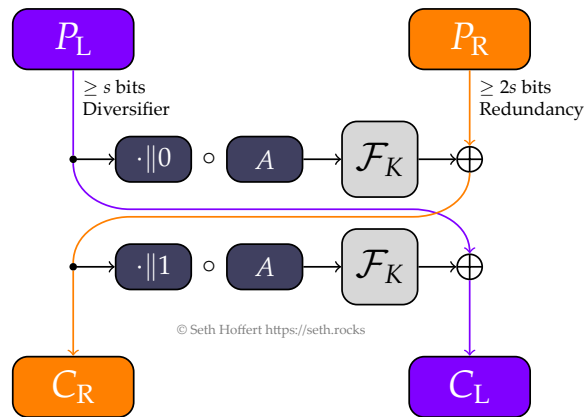 P_L
P_R
≥ s bits
Diversifier
≥ 2s bits
Redundancy
·∥0 ∘ A F_K
·∥1 ∘ A F_K
© Seth Hoffert https://seth.rocks
C_R
C_L